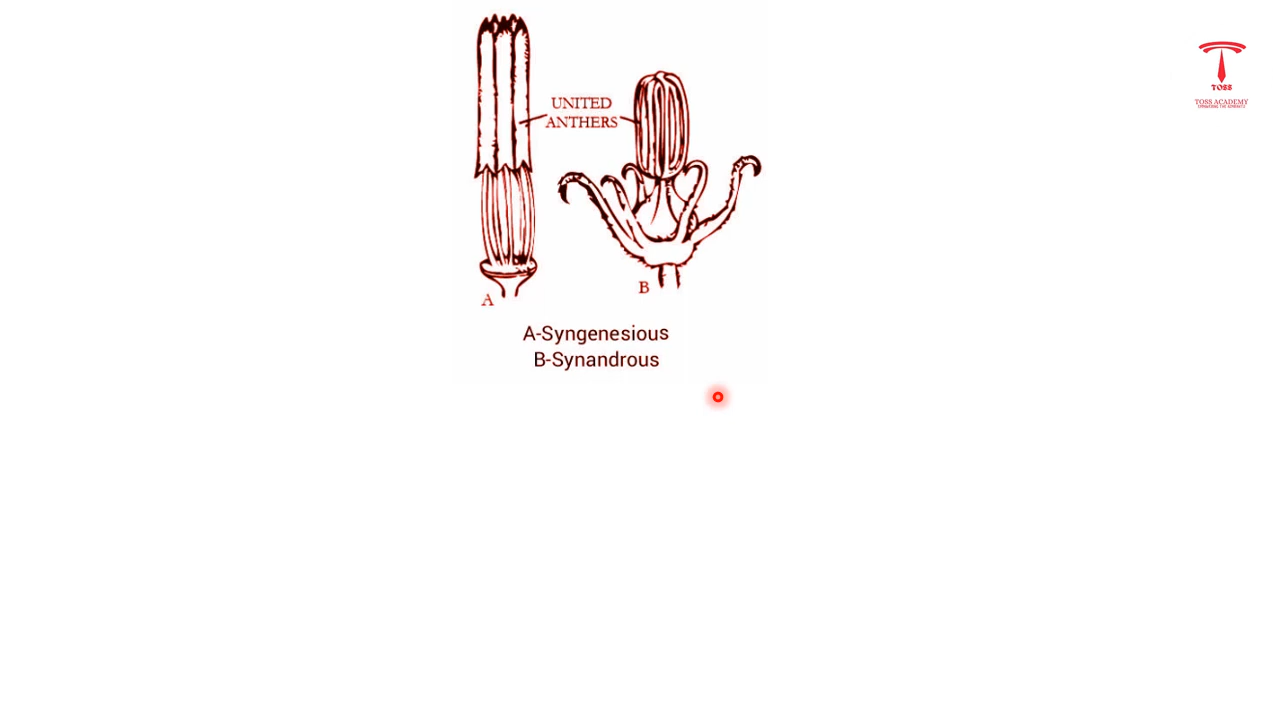 UNITED
ANTHERS
A
B
A-Syngenesious
B-Synandrous
TOSS
TOSS ACADEMY